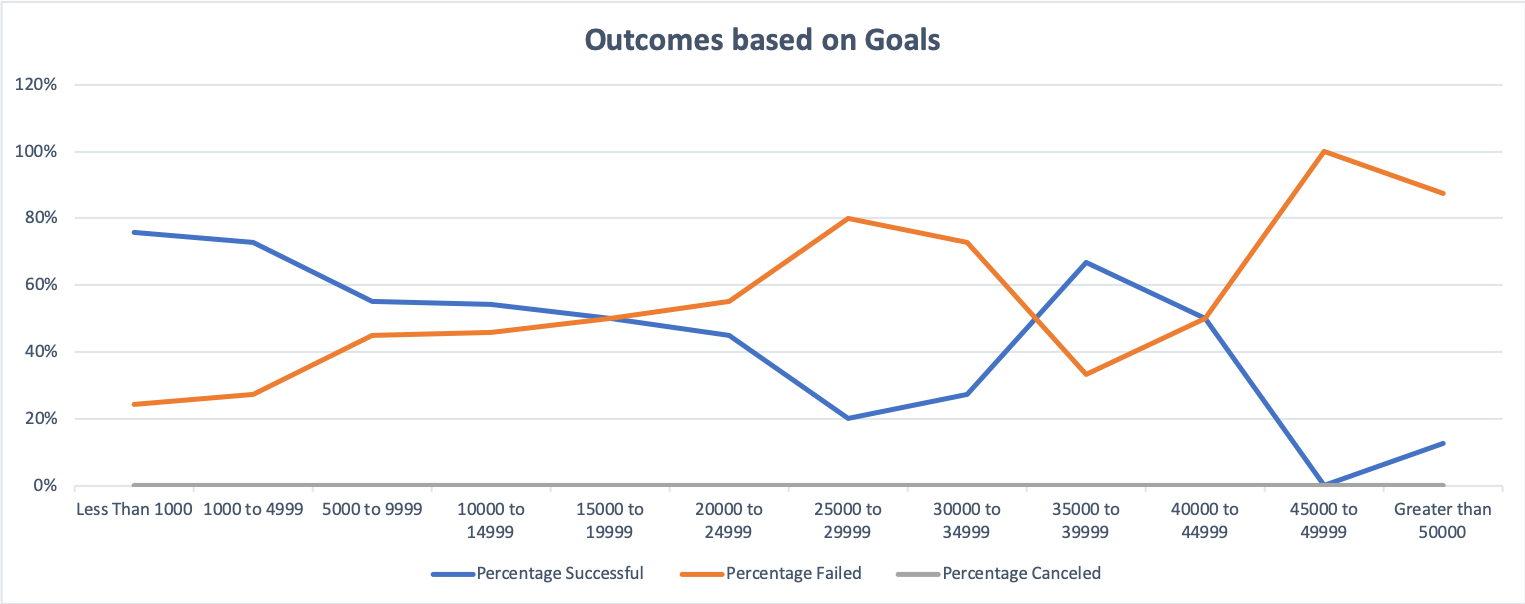 Outcomes based on Goals
120%
100%
80%
60%
40%
20%
0%
Less Than 1000 1000 to 4999 5000 to 9999 10000 to 15000 to 20000 to 25000 to 30000 to 35000 to 40000 to 45000 to Greater than
14999 19999 24999 29999 34999 39999 44999 49999 50000
Percentage Successful Percentage Failed Percentage Canceled